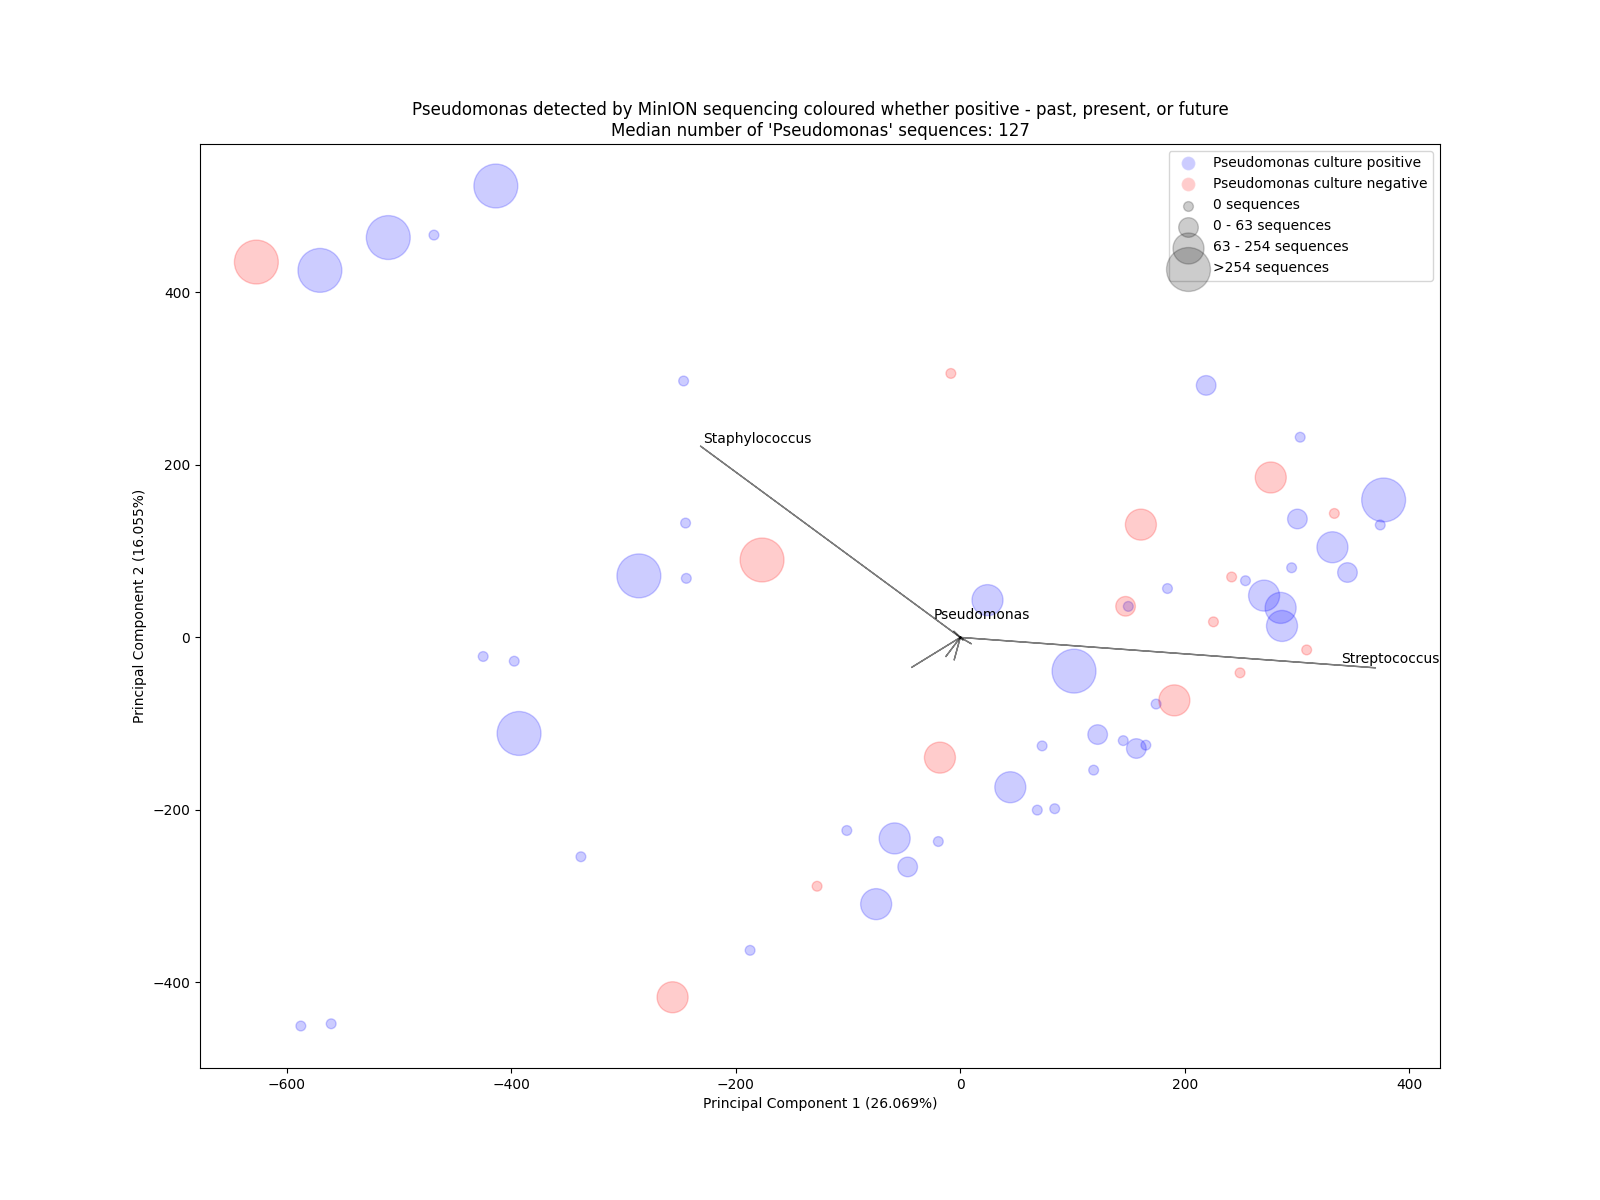 Pseudomonas detected by MinION sequencing coloured whether positive - past, present, or future
Median number of 'Pseudomonas' sequences: 127
Pseudomonas culture positive
Pseudomonas culture negative
0 sequences
0 - 63 sequences
63 - 254 sequences
>254 sequences
Staphylococcus
Pseudomonas
Streptococcus
Principal Component 2 (16.055%)
400
200
0
−200
−400
−600
−400
−200
0
200
400
Principal Component 1 (26.069%)